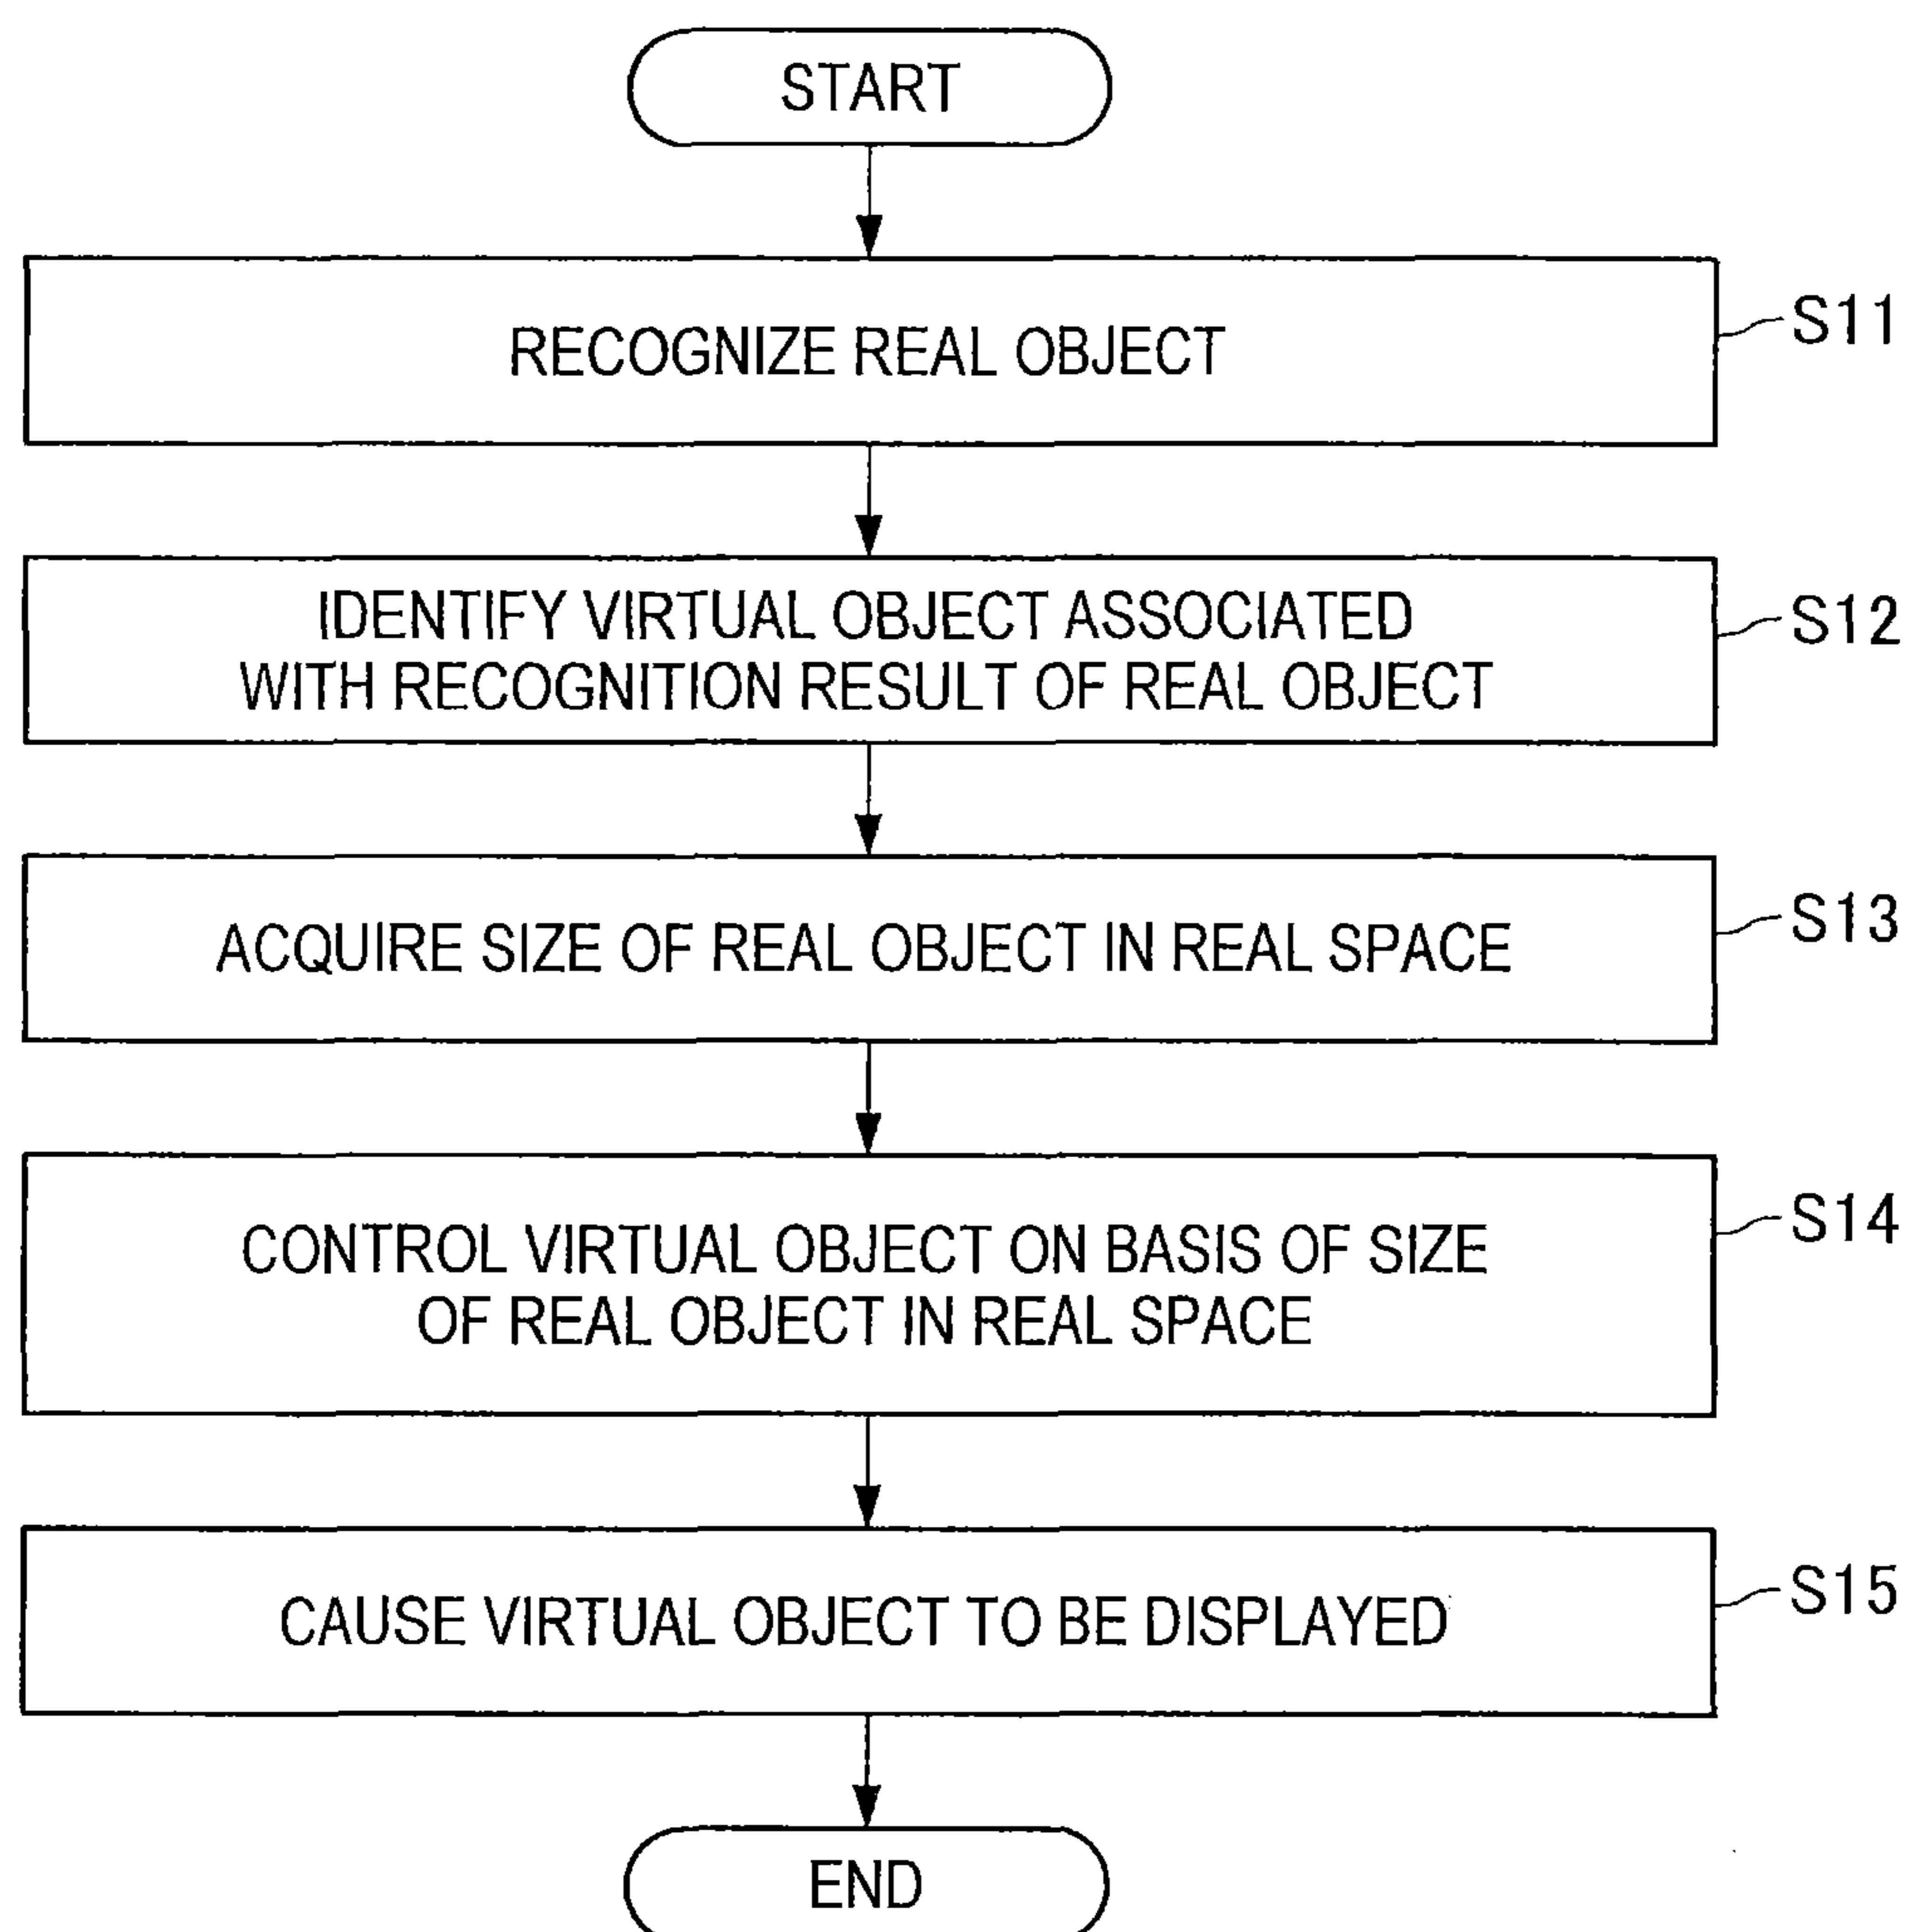 START
RECOGNIZE REAL OBJECT
S11
IDENTIFY VIRTUAL OBJECT ASSOCIATED
WITH RECOGNITION RESULT OF REAL OBJECT
S12
ACQUIRE SIZE OF REAL OBJECT IN REAL SPACE
S13
CONTROL VIRTUAL OBJECT ON BASIS OF SIZE
OF REAL OBJECT IN REAL SPACE
S14
CAUSE VIRTUAL OBJECT TO BE DISPLAYED
S15
END